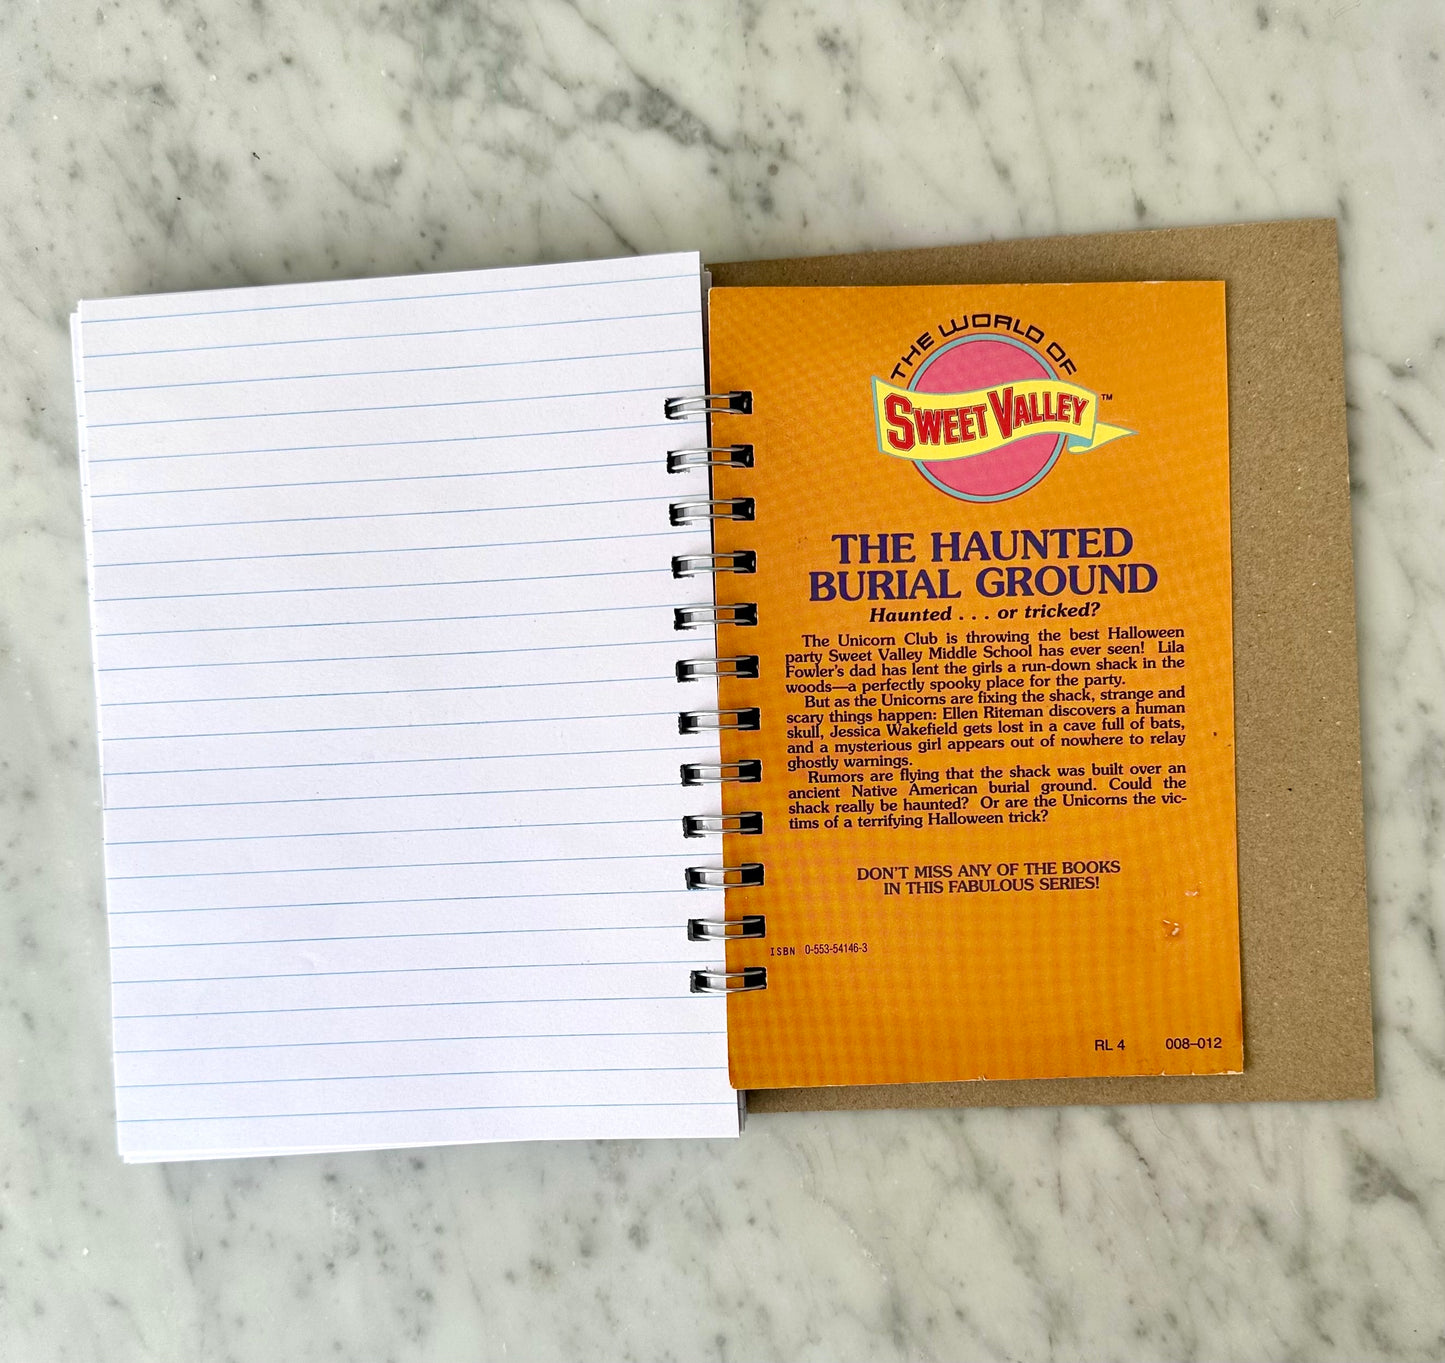 THE WORLD OF
SWEET VALLEY™
THE HAUNTED
BURIAL GROUND
Haunted . . . or tricked?
The Unicorn Club is throwing the best Halloween
party Sweet Valley Middle School has ever seen! Lila
Fowler's dad has lent the girls a run-down shack in the
woods—a perfectly spooky place for the party.
But as the Unicorns are fixing the shack, strange and
scary things happen: Ellen Riteman discovers a human
skull, Jessica Wakefield gets lost in a cave full of bats,
and a mysterious girl appears out of nowhere to relay
ghostly warnings.
Rumors are flying that the shack was built over an
ancient Native American burial ground. Could the
shack really be haunted? Or are the Unicorns the vic-
tims of a terrifying Halloween trick?
DON'T MISS ANY OF THE BOOKS
IN THIS FABULOUS SERIES!
ISBN 0-553-54146-3
RL 4 008–012